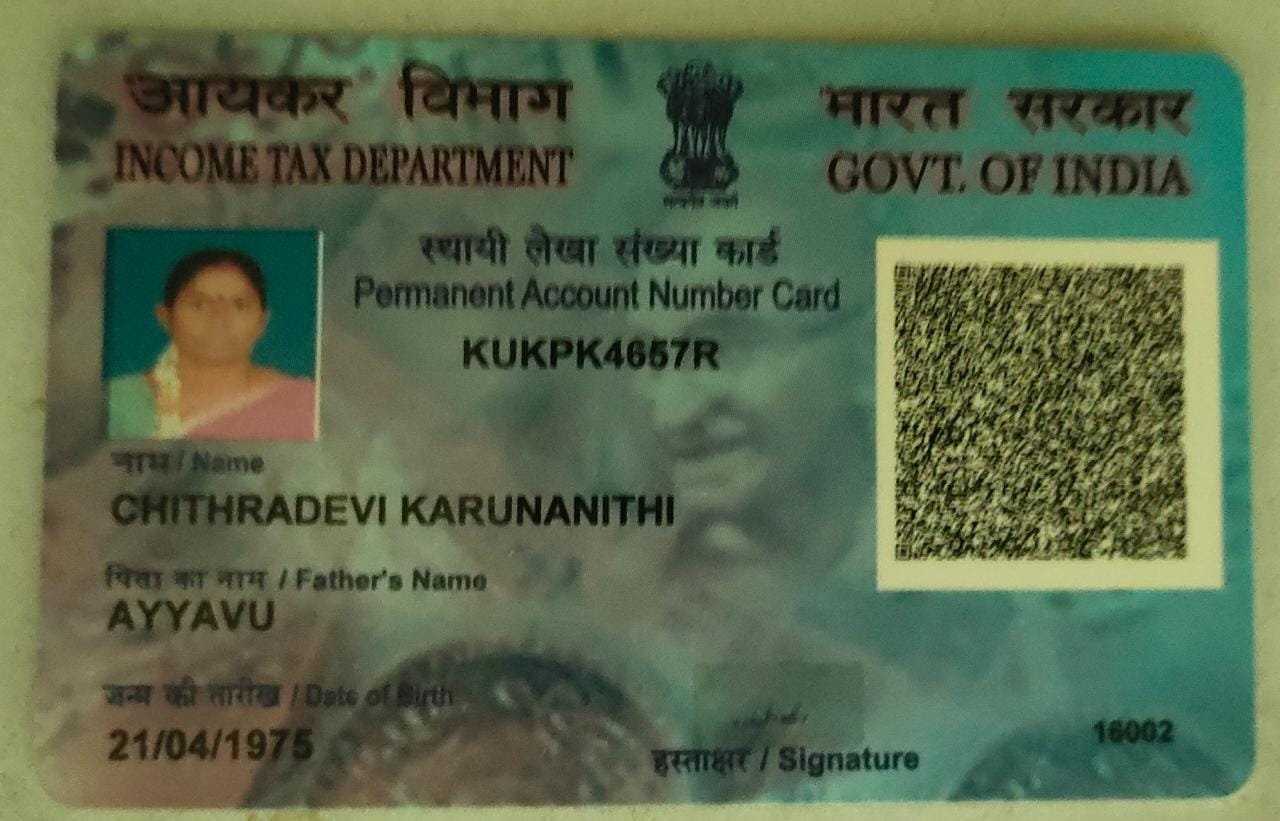 आयकर विभाग
INCOME TAX DEPARTMENT
भारत सरकार
GOVT. OF INDIA
सत्यमेव जयते
स्थायी लेखा संख्या कार्ड
Permanent Account Number Card
KUKPK4657R
नाम / Name
CHITHRADEVI KARUNANITHI
पिता का नाम / Father's Name
AYYAVU
जन्म की तारीख / Date of Birth
21/04/1975
हस्ताक्षर / Signature
16002